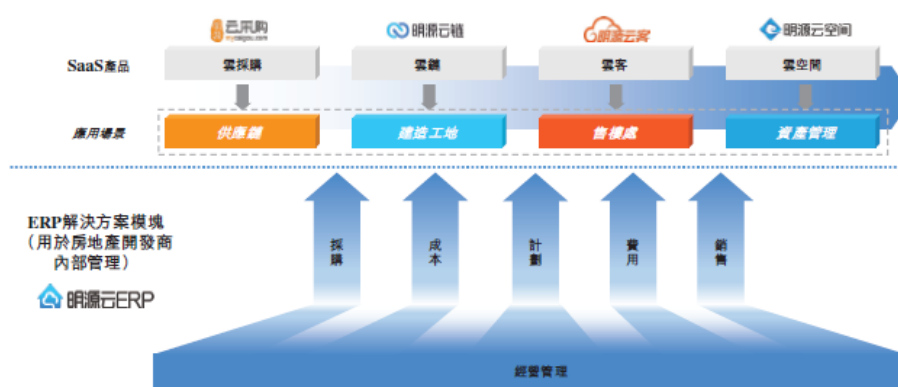 云采购
mycaigou.com
明源云链
明源云客
明源云空间
SaaS產品
雲採購
雲鏈
雲客
雲空間
應用場景
供應鏈
建造工地
售樓處
資產管理
ERP解決方案模塊
(用於房地產開發商
內部管理)
明源云ERP
採購
成本
計劃
費用
銷售
經營管理